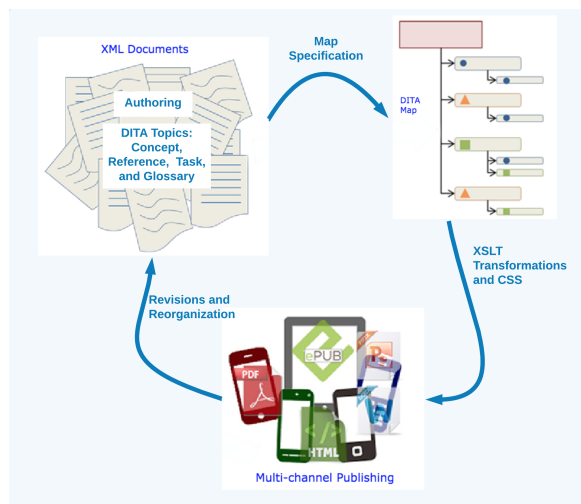 XML Documents
Authoring
DITA Topics:
Concept,
Reference, Task,
and Glossary
Map
Specification
DITA
Map
XSLT
Transformations
and CSS
Revisions and
Reorganization
ePUB
PDF
</>
HTML
Multi-channel Publishing